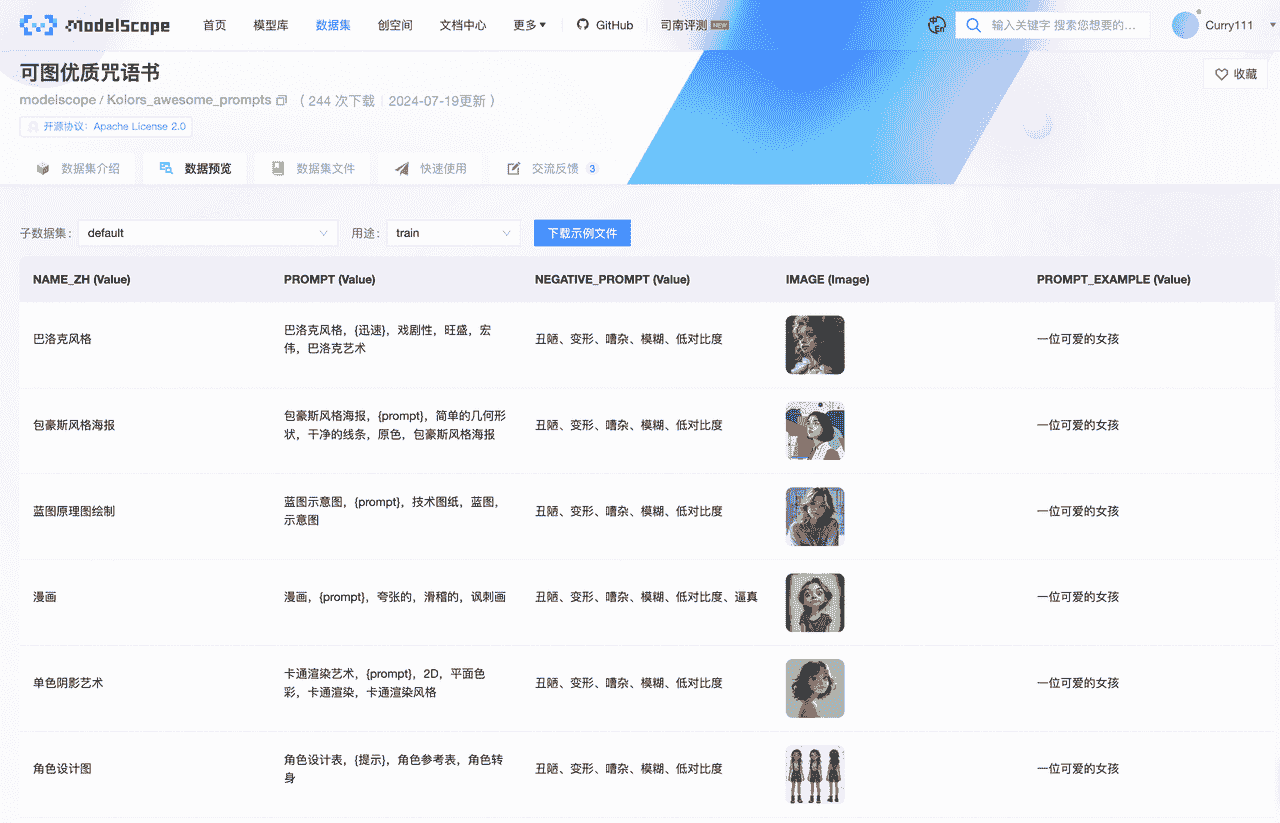 ModelScope 首页 模型库 数据集 创空间 文档中心 更多 GitHub 司南评测 NEW 中 En 输入关键字 搜索您想要的... Curry111
可图优质咒语书
收藏
modelscope / Kolors_awesome_prompts ( 244 次下载 | 2024-07-19更新 )
开源协议: Apache License 2.0
数据集介绍 数据预览 数据集文件 快速使用 交流反馈 3
子数据集: default 用途: train 下载示例文件
NAME_ZH (Value) PROMPT (Value) NEGATIVE_PROMPT (Value) IMAGE (Image) PROMPT_EXAMPLE (Value)
巴洛克风格 巴洛克风格，{迅速}，戏剧性，旺盛，宏 丑陋、变形、嘈杂、模糊、低对比度 一位可爱的女孩
伟，巴洛克艺术
包豪斯风格海报 包豪斯风格海报，{prompt}，简单的几何形 丑陋、变形、嘈杂、模糊、低对比度 一位可爱的女孩
状，干净的线条，原色，包豪斯风格海报
蓝图原理图绘制 蓝图示意图，{prompt}，技术图纸，蓝图， 丑陋、变形、嘈杂、模糊、低对比度 一位可爱的女孩
示意图
漫画 漫画，{prompt}，夸张的，滑稽的，讽刺画 丑陋、变形、嘈杂、模糊、低对比度、逼真 一位可爱的女孩
单色阴影艺术 卡通渲染艺术，{prompt}，2D，平面色 丑陋、变形、嘈杂、模糊、低对比度 一位可爱的女孩
彩，卡通渲染，卡通渲染风格
角色设计图 角色设计表，{提示}，角色参考表，角色转 丑陋、变形、嘈杂、模糊、低对比度 一位可爱的女孩
身